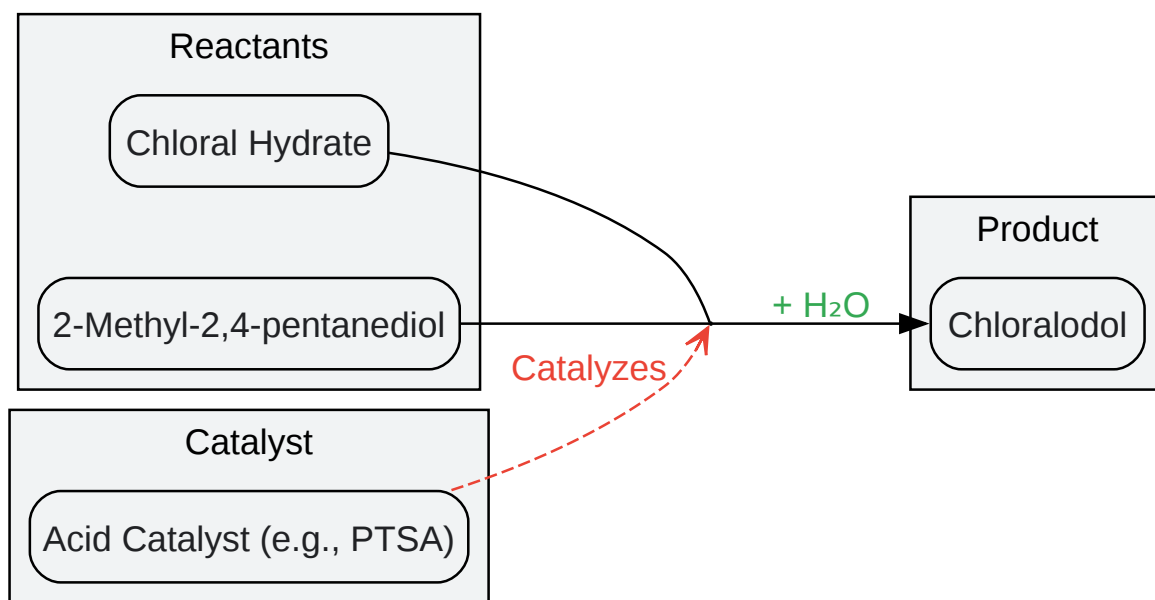 Reactants
Chloral Hydrate
2-Methyl-2,4-pentanediol
Catalyzes
+ H₂O
Product
Chloralodol
Catalyst
Acid Catalyst (e.g., PTSA)